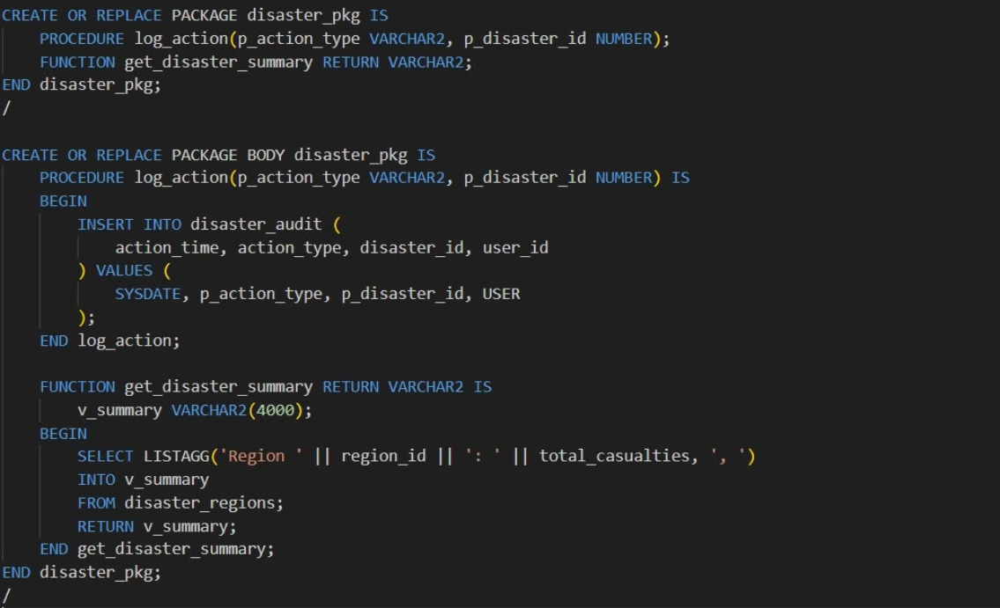 CREATE OR REPLACE PACKAGE disaster_pkg IS
    PROCEDURE log_action(p_action_type VARCHAR2, p_disaster_id NUMBER);
    FUNCTION get_disaster_summary RETURN VARCHAR2;
END disaster_pkg;
/

CREATE OR REPLACE PACKAGE BODY disaster_pkg IS
    PROCEDURE log_action(p_action_type VARCHAR2, p_disaster_id NUMBER) IS
    BEGIN
        INSERT INTO disaster_audit (
            action_time, action_type, disaster_id, user_id
        ) VALUES (
            SYSDATE, p_action_type, p_disaster_id, USER
        );
    END log_action;

    FUNCTION get_disaster_summary RETURN VARCHAR2 IS
        v_summary VARCHAR2(4000);
    BEGIN
        SELECT LISTAGG('Region ' || region_id || ': ' || total_casualties, ', ')
        INTO v_summary
        FROM disaster_regions;
        RETURN v_summary;
    END get_disaster_summary;
END disaster_pkg;
/